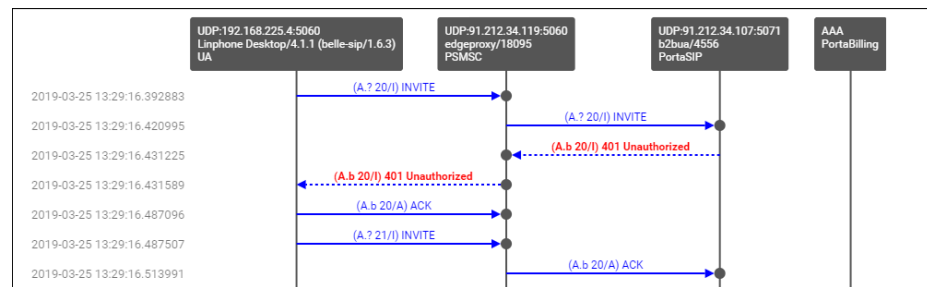 UDP:192.168.225.4:5060
Linphone Desktop/4.1.1 (belle-sip/1.6.3)
UA
UDP:91.212.34.119:5060
edgeproxy/18095
PSMSC
UDP:91.212.34.107:5071
b2bua/4556
PortaSIP
AAA
PortaBilling
2019-03-25 13:29:16.392883
(A.? 20/I) INVITE
2019-03-25 13:29:16.420995
(A.? 20/I) INVITE
2019-03-25 13:29:16.431225
(A.b 20/I) 401 Unauthorized
2019-03-25 13:29:16.431589
(A.b 20/I) 401 Unauthorized
2019-03-25 13:29:16.487096
(A.b 20/A) ACK
2019-03-25 13:29:16.487507
(A.? 21/I) INVITE
2019-03-25 13:29:16.513991
(A.b 20/A) ACK